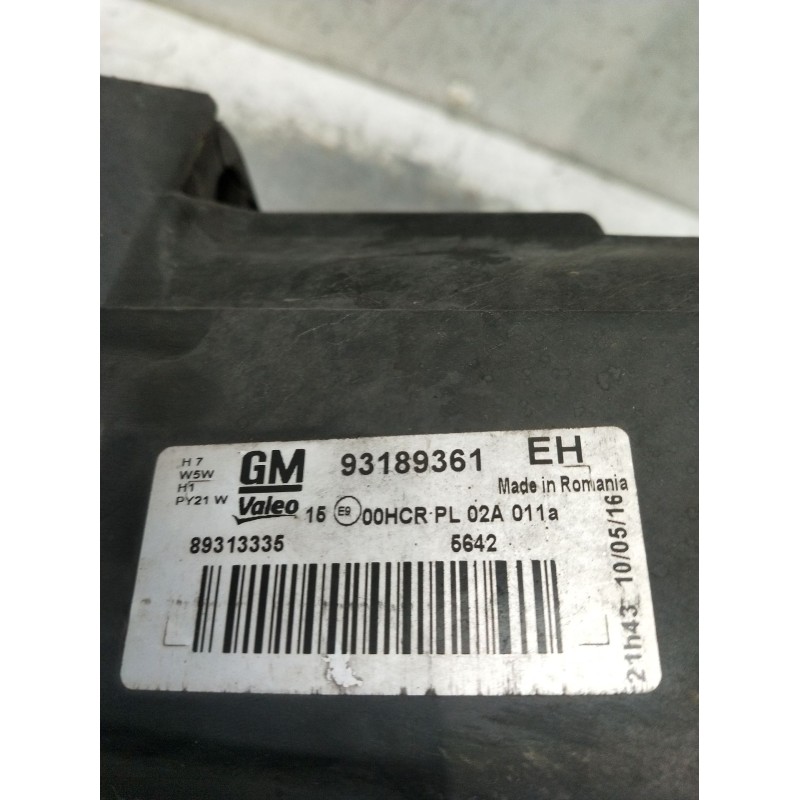 H7
W5W
H1
PY21 W
GM
93189361
EH
Made in Romania
Valeo
15 E9 00HCR PL 02A 011a
89313335
5642
21h43 10/05/16